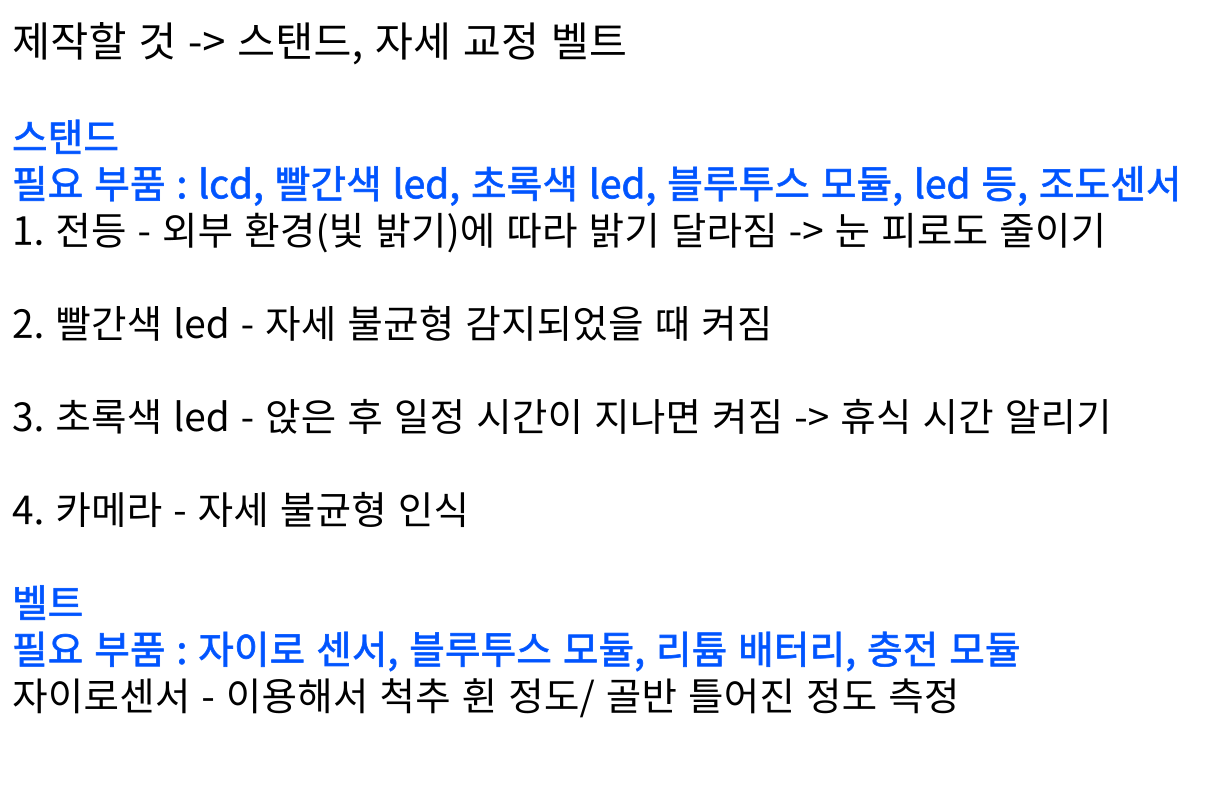 제작할 것 -> 스탠드, 자세 교정 벨트
스탠드
필요 부품 : lcd, 빨간색 led, 초록색 led, 블루투스 모듈, led 등, 조도센서
1. 전등 - 외부 환경(빛 밝기)에 따라 밝기 달라짐 -> 눈 피로도 줄이기
2. 빨간색 led - 자세 불균형 감지되었을 때 켜짐
3. 초록색 led - 앉은 후 일정 시간이 지나면 켜짐 -> 휴식 시간 알리기
4. 카메라 - 자세 불균형 인식
벨트
필요 부품 : 자이로 센서, 블루투스 모듈, 리튬 배터리, 충전 모듈
자이로센서 - 이용해서 척추 휜 정도/ 골반 틀어진 정도 측정